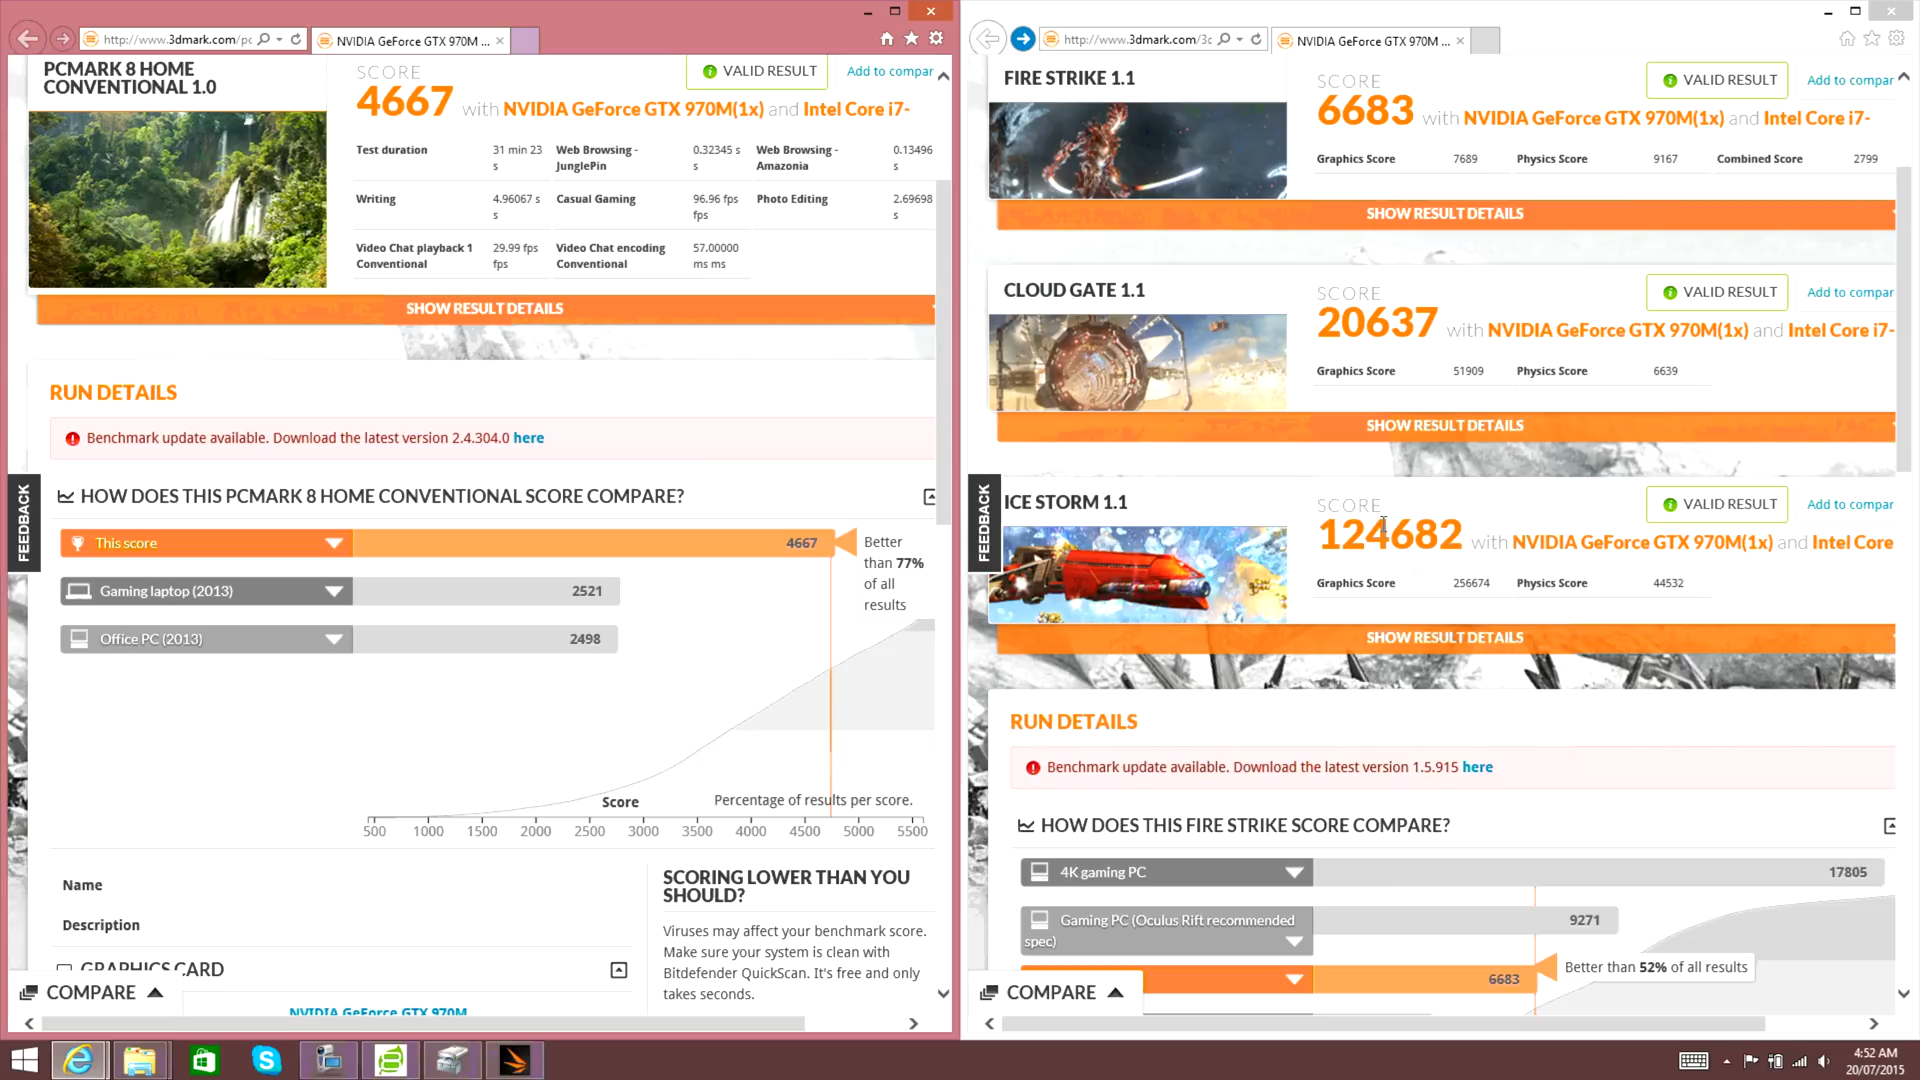 http://www.3dmark.com/pc
NVIDIA GeForce GTX 970M ...
PCMARK 8 HOME
CONVENTIONAL 1.0
SCORE
4667 with NVIDIA GeForce GTX 970M(1x) and Intel Core i7-
VALID RESULT
Add to compar
Test duration
31 min 23
s
Web Browsing -
JunglePin
0.32345 s
s
Web Browsing -
Amazonia
0.13496
s
Writing
4.96067 s
s
Casual Gaming
96.96 fps
fps
Photo Editing
2.69698
s
Video Chat playback 1
Conventional
29.99 fps
fps
Video Chat encoding
Conventional
57.00000
ms ms
SHOW RESULT DETAILS
RUN DETAILS
Benchmark update available. Download the latest version 2.4.304.0 here
FEEDBACK
HOW DOES THIS PCMARK 8 HOME CONVENTIONAL SCORE COMPARE?
This score
4667
Better
than 77%
of all
results
Gaming laptop (2013)
2521
Office PC (2013)
2498
Score
Percentage of results per score.
500 1000 1500 2000 2500 3000 3500 4000 4500 5000 5500
Name
Description
GRAPHICS CARD
NVIDIA GeForce GTX 970M
SCORING LOWER THAN YOU
SHOULD?
Viruses may affect your benchmark score.
Make sure your system is clean with
Bitdefender QuickScan. It's free and only
takes seconds.
COMPARE
http://www.3dmark.com/3c
NVIDIA GeForce GTX 970M ...
FIRE STRIKE 1.1
SCORE
6683 with NVIDIA GeForce GTX 970M(1x) and Intel Core i7-
VALID RESULT
Add to compar
Graphics Score 7689 Physics Score 9167 Combined Score 2799
SHOW RESULT DETAILS
CLOUD GATE 1.1
SCORE
20637 with NVIDIA GeForce GTX 970M(1x) and Intel Core i7-
VALID RESULT
Add to compar
Graphics Score 51909 Physics Score 6639
SHOW RESULT DETAILS
FEEDBACK
ICE STORM 1.1
SCORE
124682 with NVIDIA GeForce GTX 970M(1x) and Intel Core
VALID RESULT
Add to compar
Graphics Score 256674 Physics Score 44532
SHOW RESULT DETAILS
RUN DETAILS
Benchmark update available. Download the latest version 1.5.915 here
HOW DOES THIS FIRE STRIKE SCORE COMPARE?
4K gaming PC
17805
Gaming PC (Oculus Rift recommended
spec)
9271
6683
Better than 52% of all results
COMPARE
4:52 AM
20/07/2015